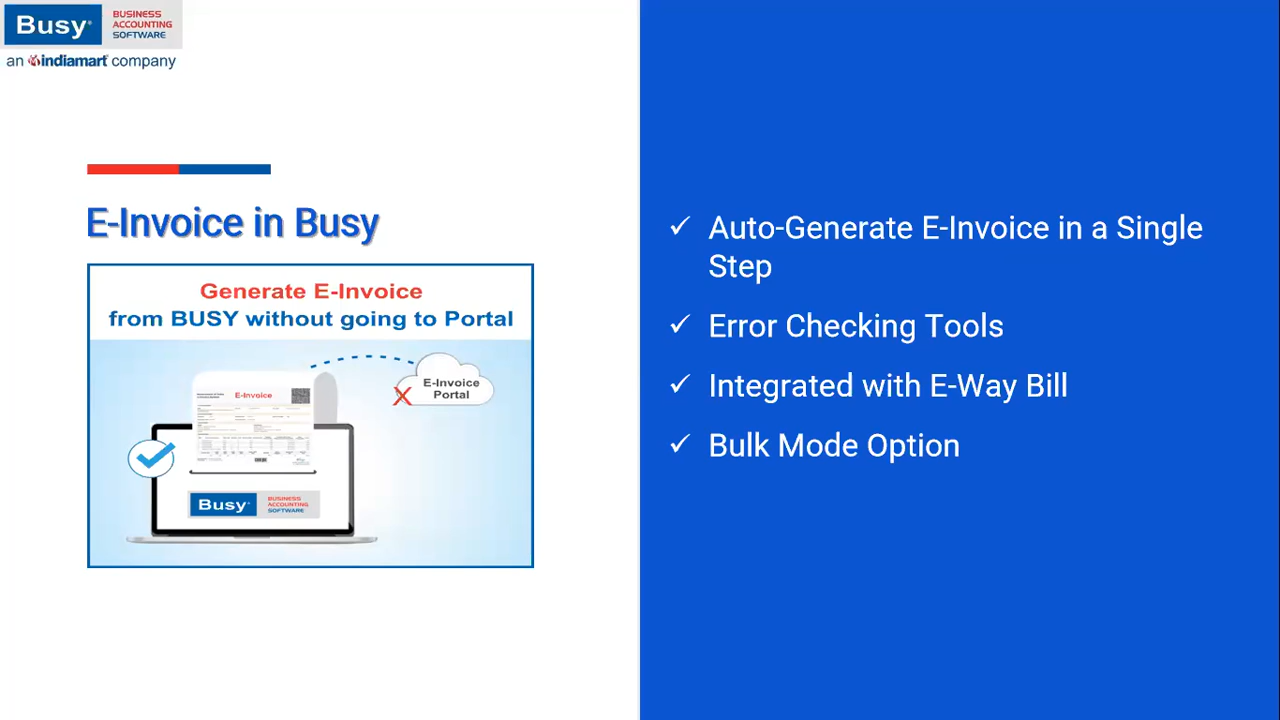 Busy
BUSINESS
ACCOUNTING
SOFTWARE
an indiamart company
E-Invoice in Busy
Generate E-Invoice
from BUSY without going to Portal
E-Invoice
Portal
E-Invoice
Busy
BUSINESS
ACCOUNTING
SOFTWARE
✓ Auto-Generate E-Invoice in a Single
Step
✓ Error Checking Tools
✓ Integrated with E-Way Bill
✓ Bulk Mode Option